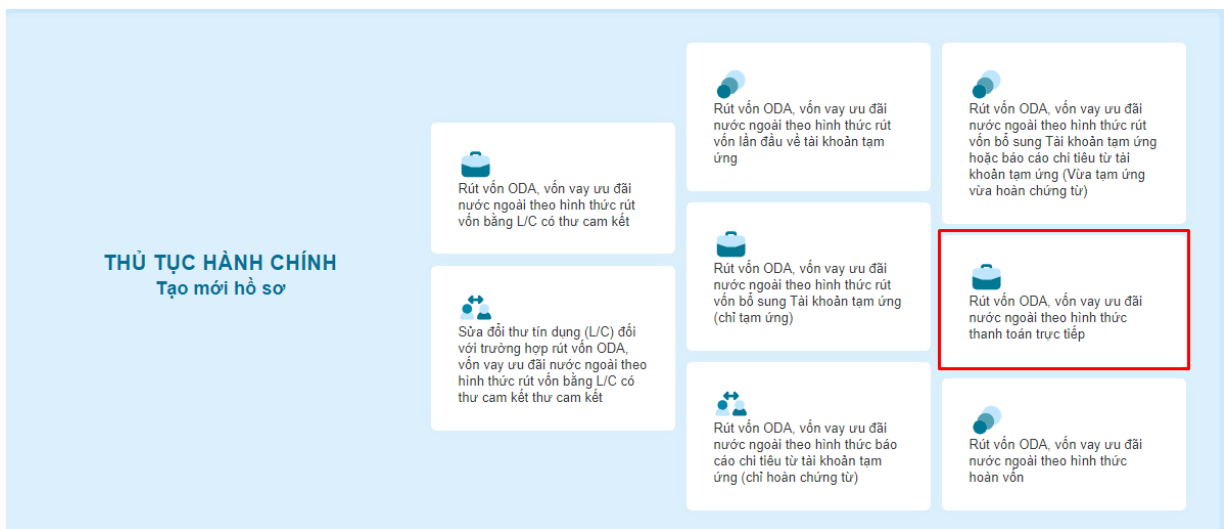 THỦ TỤC HÀNH CHÍNH
Tạo mới hồ sơ
Rút vốn ODA, vốn vay ưu đãi
nước ngoài theo hình thức rút
vốn bằng L/C có thư cam kết
Sửa đổi thư tín dụng (L/C) đối
với trường hợp rút vốn ODA,
vốn vay ưu đãi nước ngoài theo
hình thức rút vốn bằng L/C có
thư cam kết thư cam kết
Rút vốn ODA, vốn vay ưu đãi
nước ngoài theo hình thức rút
vốn lần đầu về tài khoản tạm
ứng
Rút vốn ODA, vốn vay ưu đãi
nước ngoài theo hình thức rút
vốn bổ sung Tài khoản tạm ứng
(chỉ tạm ứng)
Rút vốn ODA, vốn vay ưu đãi
nước ngoài theo hình thức báo
cáo chi tiêu từ tài khoản tạm
ứng (chỉ hoàn chứng từ)
Rút vốn ODA, vốn vay ưu đãi
nước ngoài theo hình thức rút
vốn bổ sung Tài khoản tạm ứng
hoặc báo cáo chi tiêu từ tài
khoản tạm ứng (Vừa tạm ứng
vừa hoàn chứng từ)
Rút vốn ODA, vốn vay ưu đãi
nước ngoài theo hình thức
thanh toán trực tiếp
Rút vốn ODA, vốn vay ưu đãi
nước ngoài theo hình thức
hoàn vốn